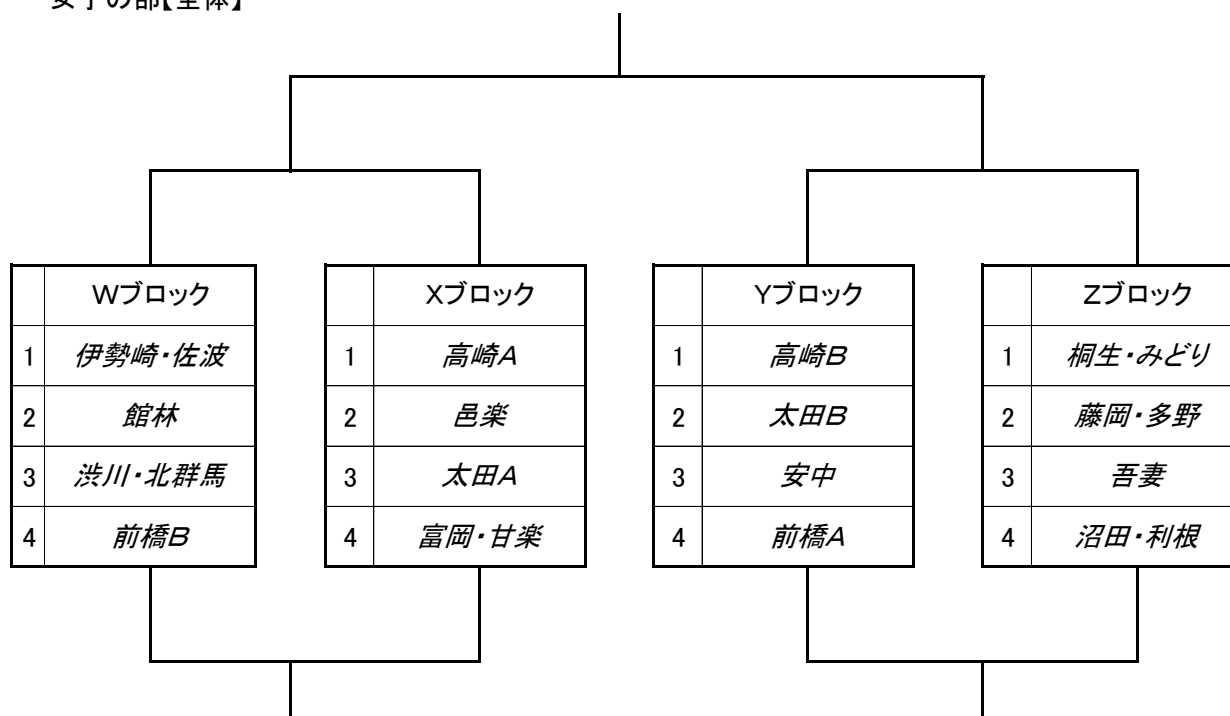 女子の部【全体】
Wブロック Xブロック Yブロック Zブロック
1 伊勢崎・佐波 1 高崎A 1 高崎B 1 桐生・みどり
2 館林 2 邑楽 2 太田B 2 藤岡・多野
3 渋川・北群馬 3 太田A 3 安中 3 吾妻
4 前橋B 4 富岡・甘楽 4 前橋A 4 沼田・利根